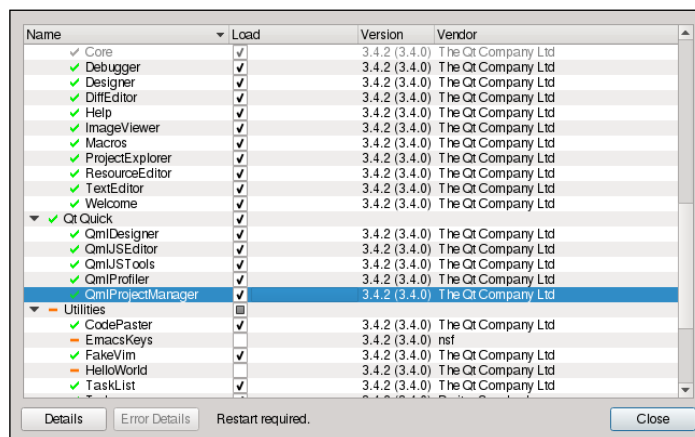 Name Load Version Vendor
Core 3.4.2 (3.4.0) The Qt Company Ltd
Debugger 3.4.2 (3.4.0) The Qt Company Ltd
Designer 3.4.2 (3.4.0) The Qt Company Ltd
DiffEditor 3.4.2 (3.4.0) The Qt Company Ltd
Help 3.4.2 (3.4.0) The Qt Company Ltd
ImageViewer 3.4.2 (3.4.0) The Qt Company Ltd
Macros 3.4.2 (3.4.0) The Qt Company Ltd
ProjectExplorer 3.4.2 (3.4.0) The Qt Company Ltd
ResourceEditor 3.4.2 (3.4.0) The Qt Company Ltd
TextEditor 3.4.2 (3.4.0) The Qt Company Ltd
Welcome 3.4.2 (3.4.0) The Qt Company Ltd
Qt Quick
QmlDesigner 3.4.2 (3.4.0) The Qt Company Ltd
QmlJSEditor 3.4.2 (3.4.0) The Qt Company Ltd
QmlJSTools 3.4.2 (3.4.0) The Qt Company Ltd
QmlProfiler 3.4.2 (3.4.0) The Qt Company Ltd
QmlProjectManager 3.4.2 (3.4.0) The Qt Company Ltd
Utilities
CodePaster 3.4.2 (3.4.0) The Qt Company Ltd
EmacsKeys 3.4.2 (3.4.0) nsf
FakeVim 3.4.2 (3.4.0) The Qt Company Ltd
HelloWorld 3.4.2 (3.4.0) The Qt Company Ltd
TaskList 3.4.2 (3.4.0) The Qt Company Ltd
Details Error Details Restart required. Close